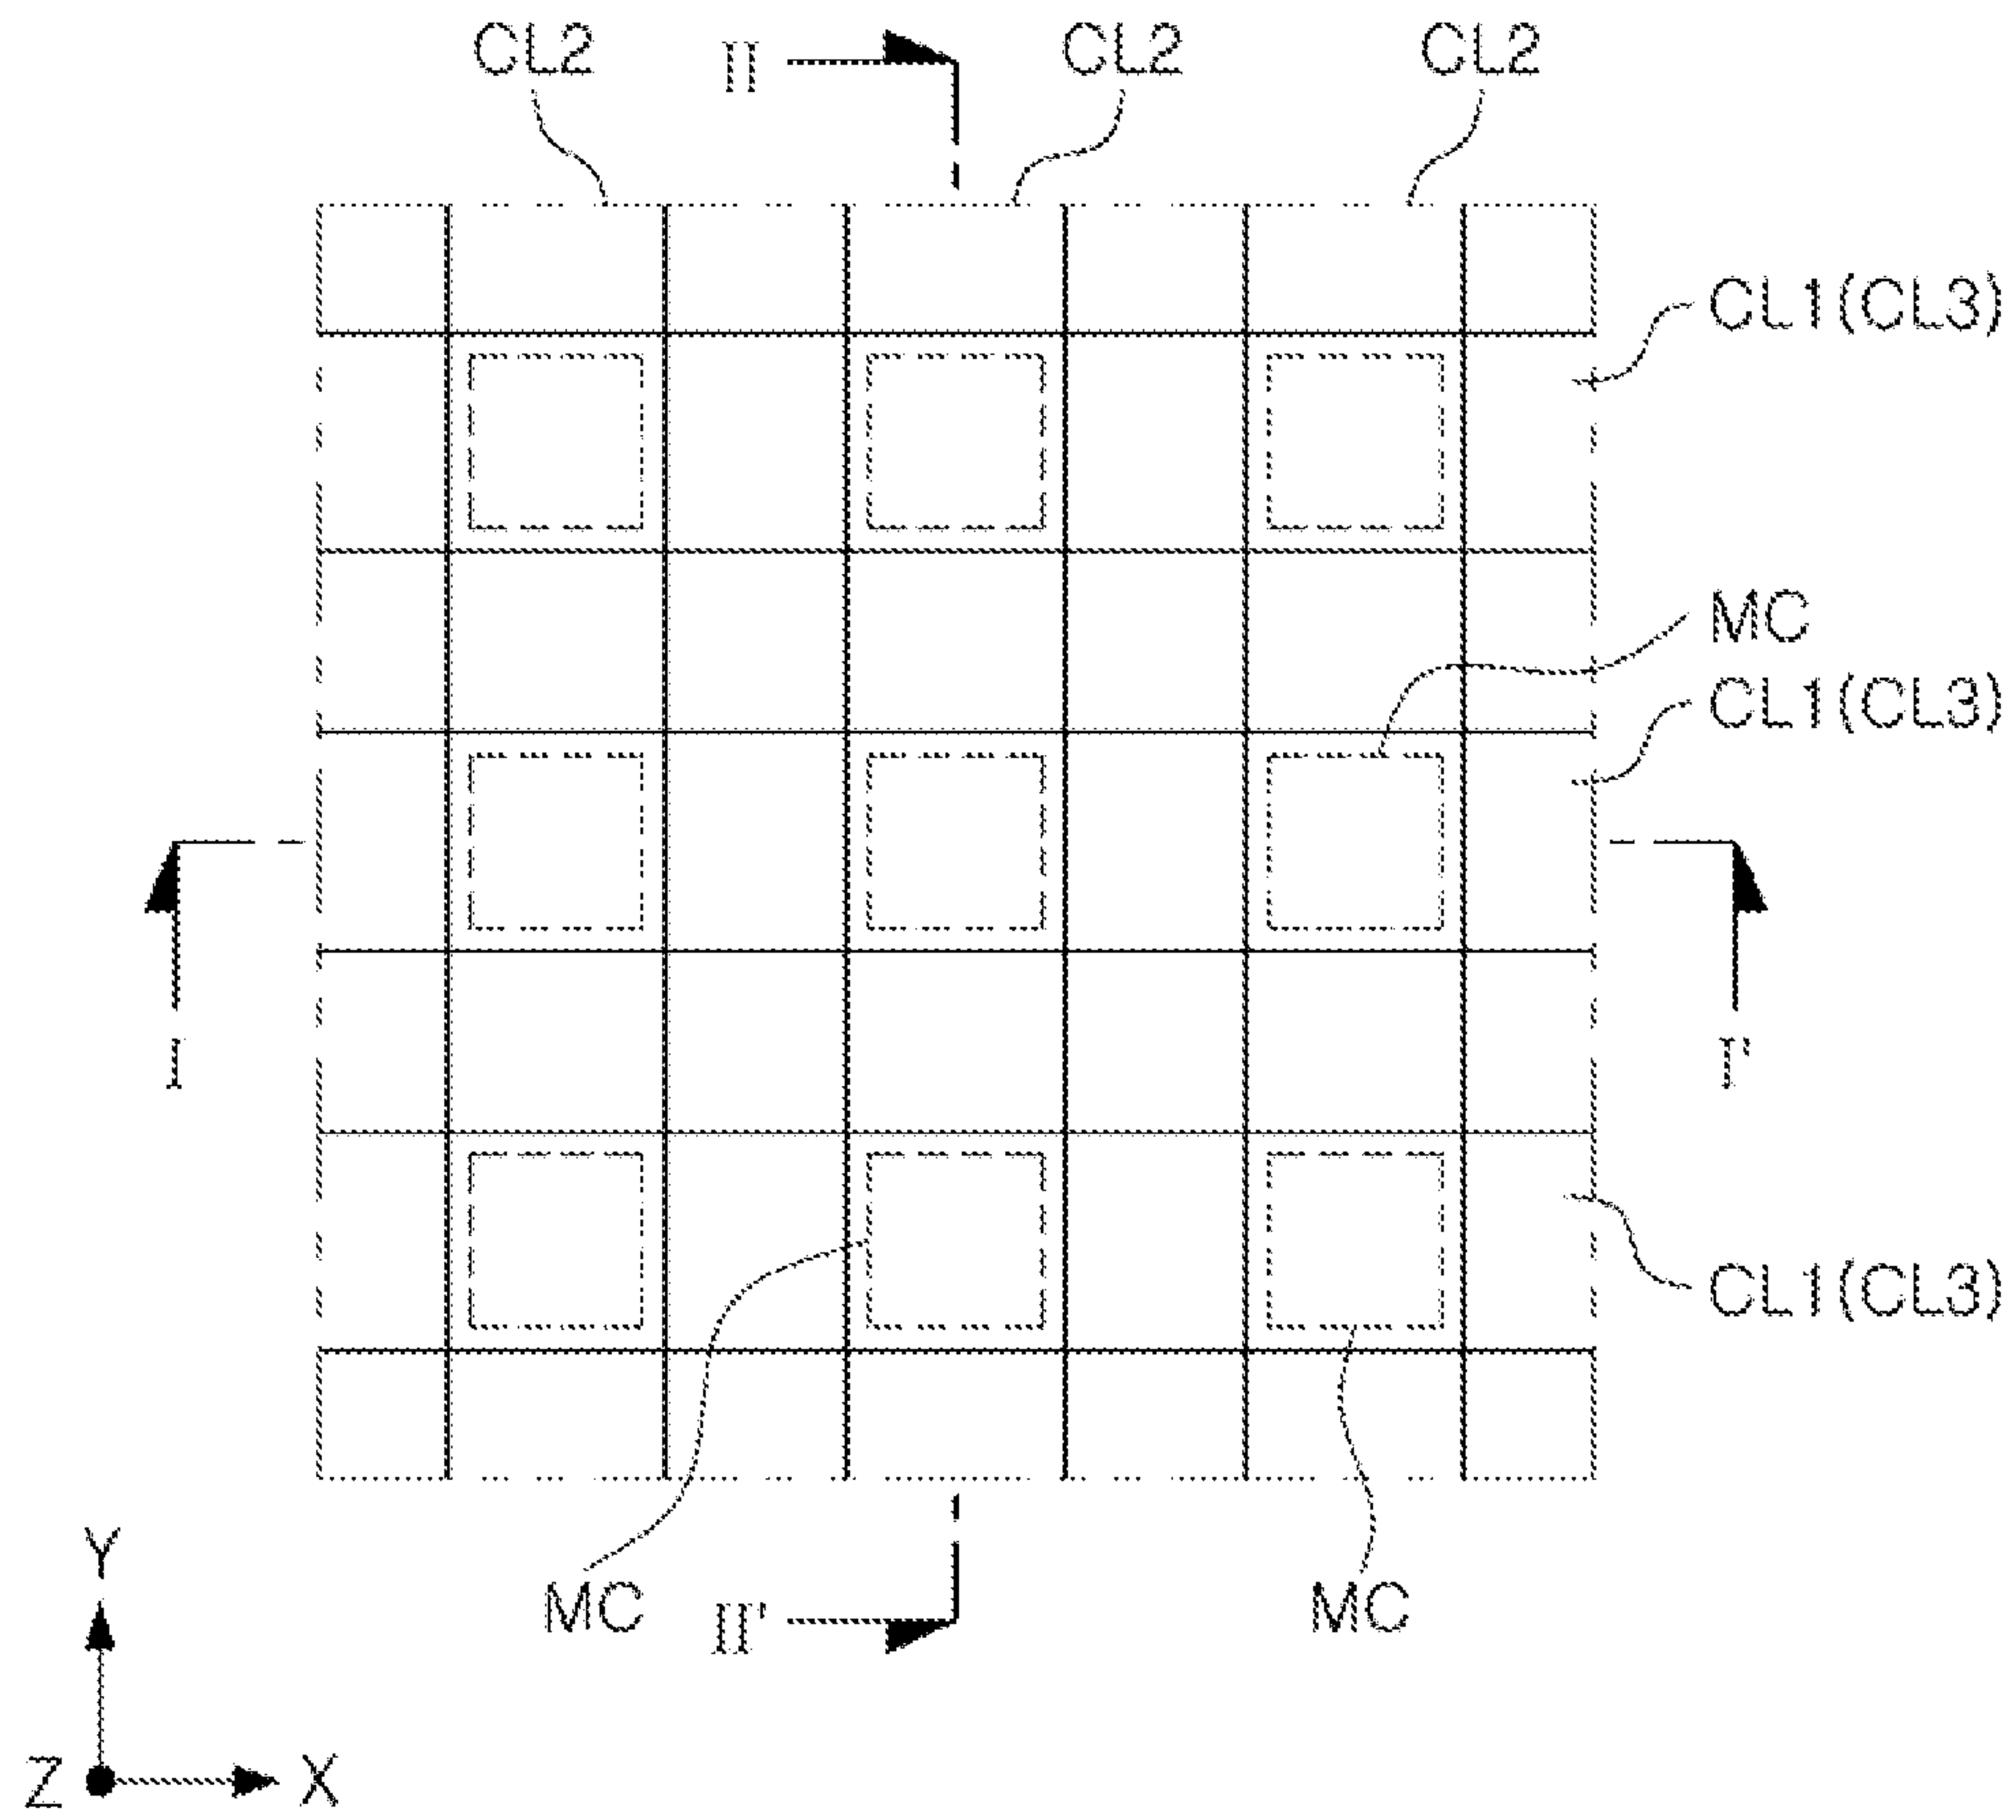 CL2 II CL2 CL2
CL1(CL3)
MC
CL1(CL3)
I I'
CL1(CL3)
MC II' MC
Y
Z X